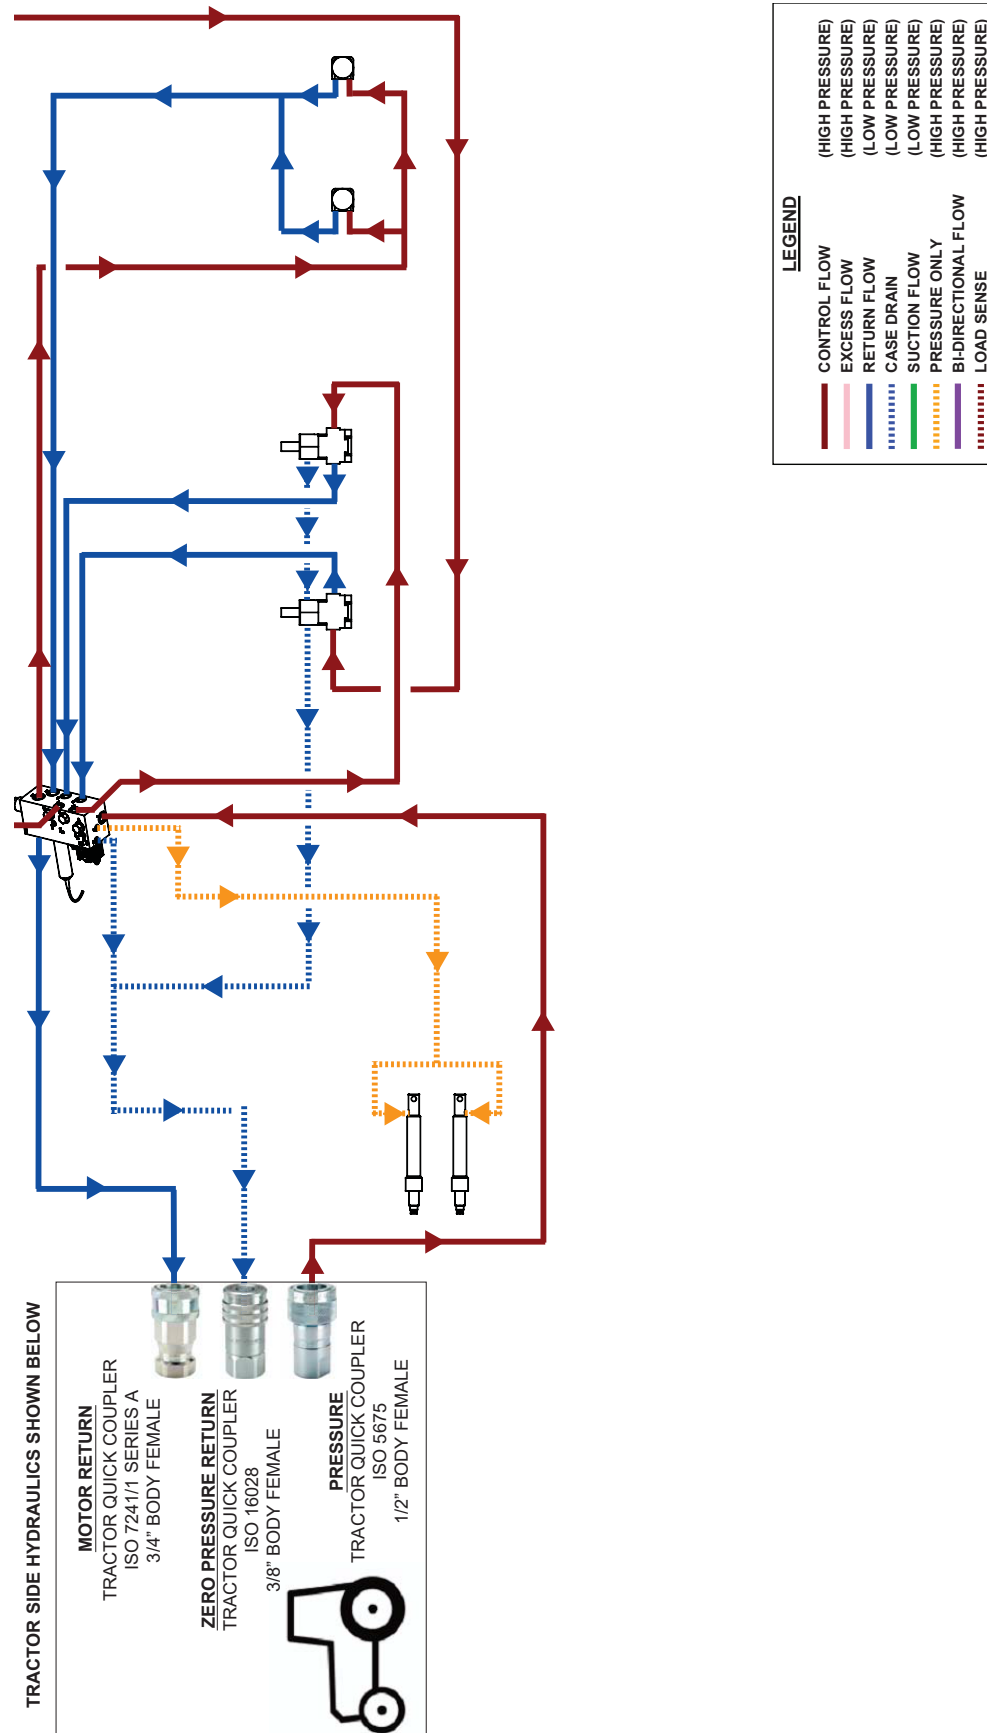 TRACTOR SIDE HYDRAULICS SHOWN BELOW
MOTOR RETURN
TRACTOR QUICK COUPLER
ISO 7241/1 SERIES A
3/4" BODY FEMALE
ZERO PRESSURE RETURN
TRACTOR QUICK COUPLER
ISO 16028
3/8" BODY FEMALE
PRESSURE
TRACTOR QUICK COUPLER
ISO 5675
1/2" BODY FEMALE
LEGEND
CONTROL FLOW (HIGH PRESSURE)
EXCESS FLOW (HIGH PRESSURE)
RETURN FLOW (LOW PRESSURE)
CASE DRAIN (LOW PRESSURE)
SUCTION FLOW (LOW PRESSURE)
PRESSURE ONLY (HIGH PRESSURE)
BI-DIRECTIONAL FLOW (HIGH PRESSURE)
LOAD SENSE (HIGH PRESSURE)